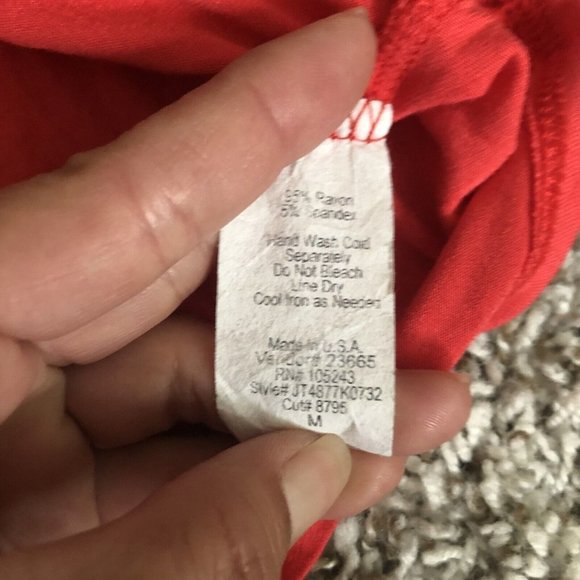 95% Rayon
5% Spandex
Hand Wash Cold
Separately
Do Not Bleach
Line Dry
Cool Iron as Needed
Made in U.S.A.
Vendor# 23665
RN# 105243
Style# JT4877K0732
Cut# 8795
M